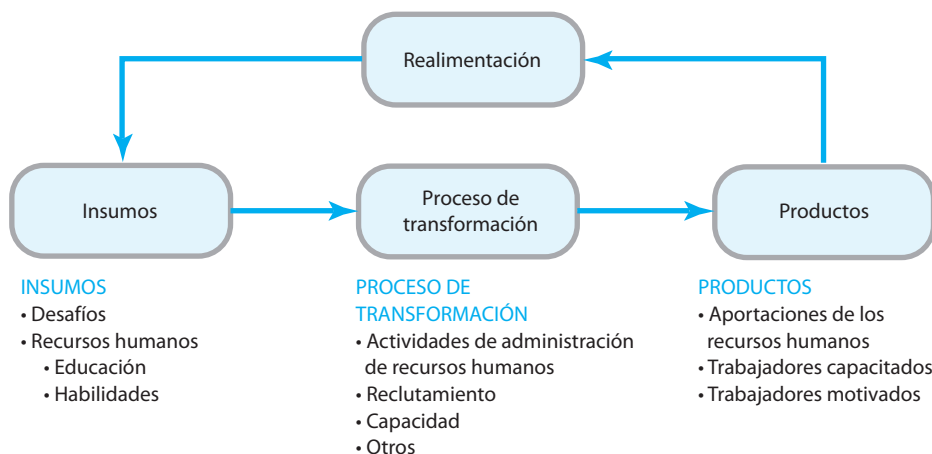 Realimentación
Insumos
Proceso de
transformación
Productos
INSUMOS
• Desafíos
• Recursos humanos
• Educación
• Habilidades
PROCESO DE
TRANSFORMACIÓN
• Actividades de administración
de recursos humanos
• Reclutamiento
• Capacidad
• Otros
PRODUCTOS
• Aportaciones de los
recursos humanos
• Trabajadores capacitados
• Trabajadores motivados